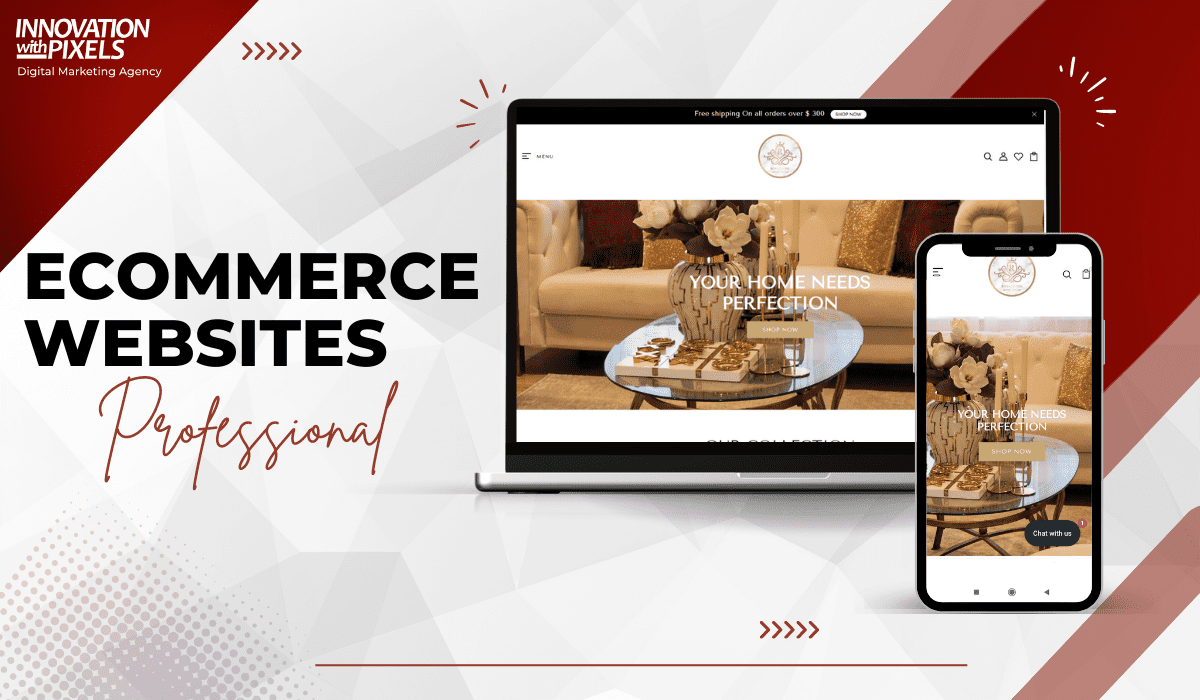 INNOVATION
with PIXELS
Digital Marketing Agency
ECOMMERCE
WEBSITES
Professional
Free shipping On all orders over $ 300 SHOP NOW
MENU
YOUR HOME NEEDS
PERFECTION
SHOP NOW
OUR COLLECTION
YOUR HOME NEEDS
PERFECTION
SHOP NOW
Chat with us
1